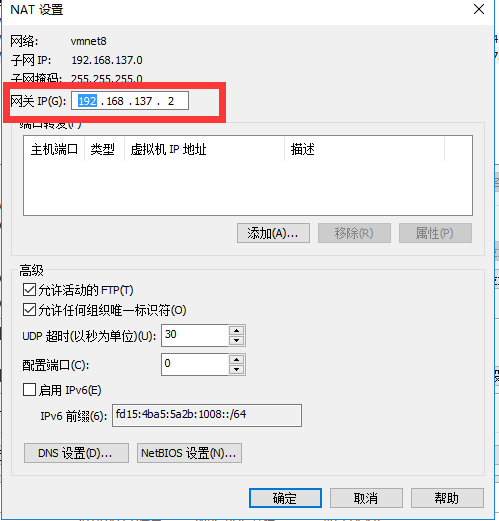 NAT 设置
网络: vmnet8
子网 IP: 192.168.137.0
子网掩码: 255.255.255.0
网关 IP(G): 192 . 168 . 137 . 2
端口转发(F)
主机端口 类型 虚拟机 IP 地址 描述
添加(A)... 移除(R) 属性(P)
高级
允许活动的 FTP(T)
允许任何组织唯一标识符(O)
UDP 超时(以秒为单位)(U): 30
配置端口(C): 0
启用 IPv6(E)
IPv6 前缀(6): fd15:4ba5:5a2b:1008::/64
DNS 设置(D)... NetBIOS 设置(N)...
确定 取消 帮助